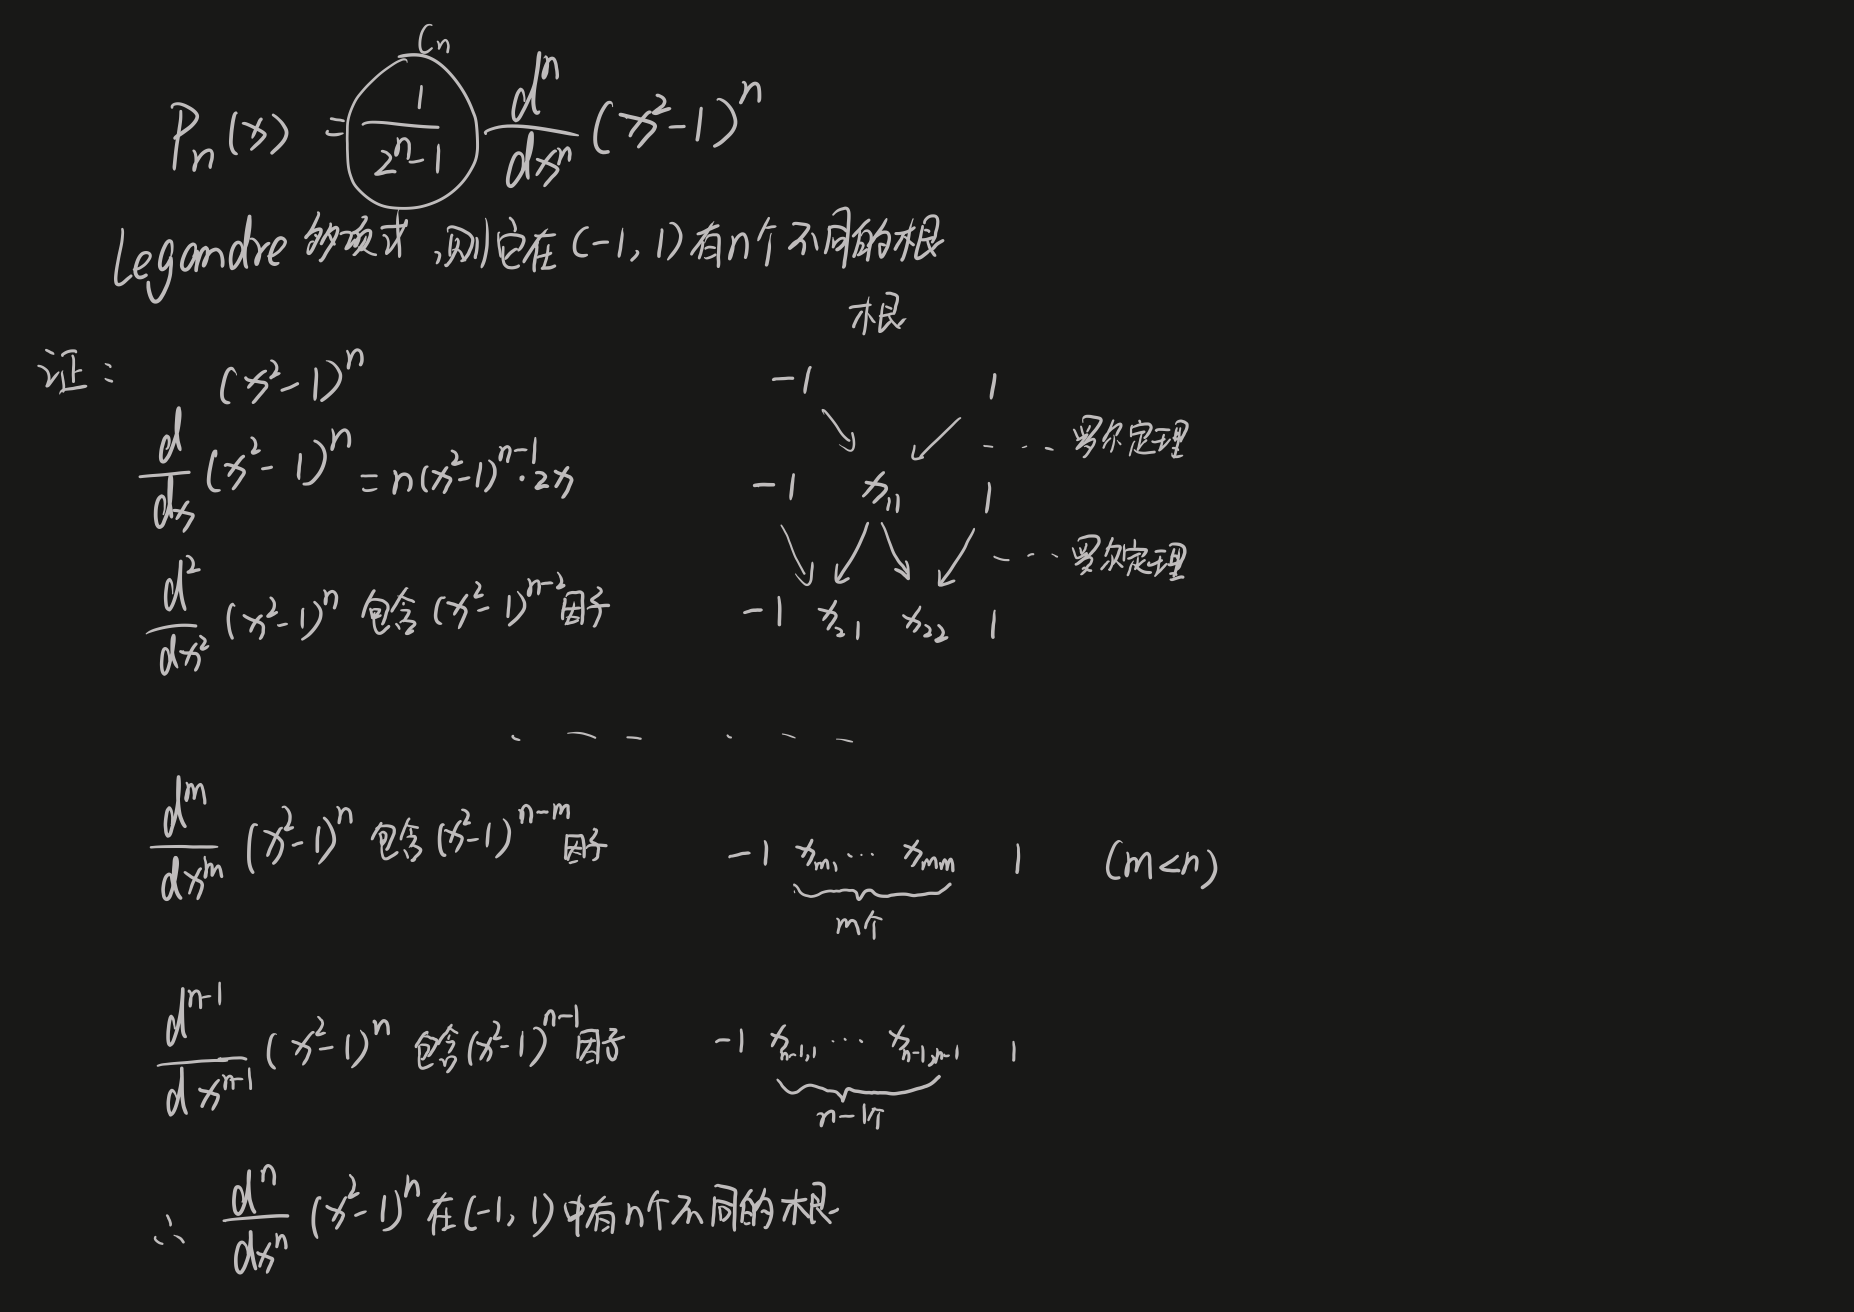 C_n
P_n(x) = \frac{1}{2^n-1} \frac{d^n}{dx^n} (x^2-1)^n
Legandre 多项式,则它在(-1,1)有n个不同的根
根
证: (x^2-1)^n -1 1
··· 罗尔定理
\frac{d}{dx} (x^2-1)^n = n(x^2-1)^{n-1}·2x -1 x_{11} 1
··· 罗尔定理
\frac{d^2}{dx^2} (x^2-1)^n 包含(x^2-1)^{n-2}因子 -1 x_{21} x_{22} 1
··· ···
\frac{d^m}{dx^m} (x^2-1)^n 包含(x^2-1)^{n-m}因子 -1 x_{m1} ··· x_{mm} 1 (m<n)
m个
\frac{d^{n-1}}{dx^{n-1}} (x^2-1)^n 包含(x^2-1)^{n-1}因子 -1 x_{n-1,1} ··· x_{n-1,n-1} 1
n-1个
∴ \frac{d^n}{dx^n} (x^2-1)^n 在(-1,1)中有n个不同的根